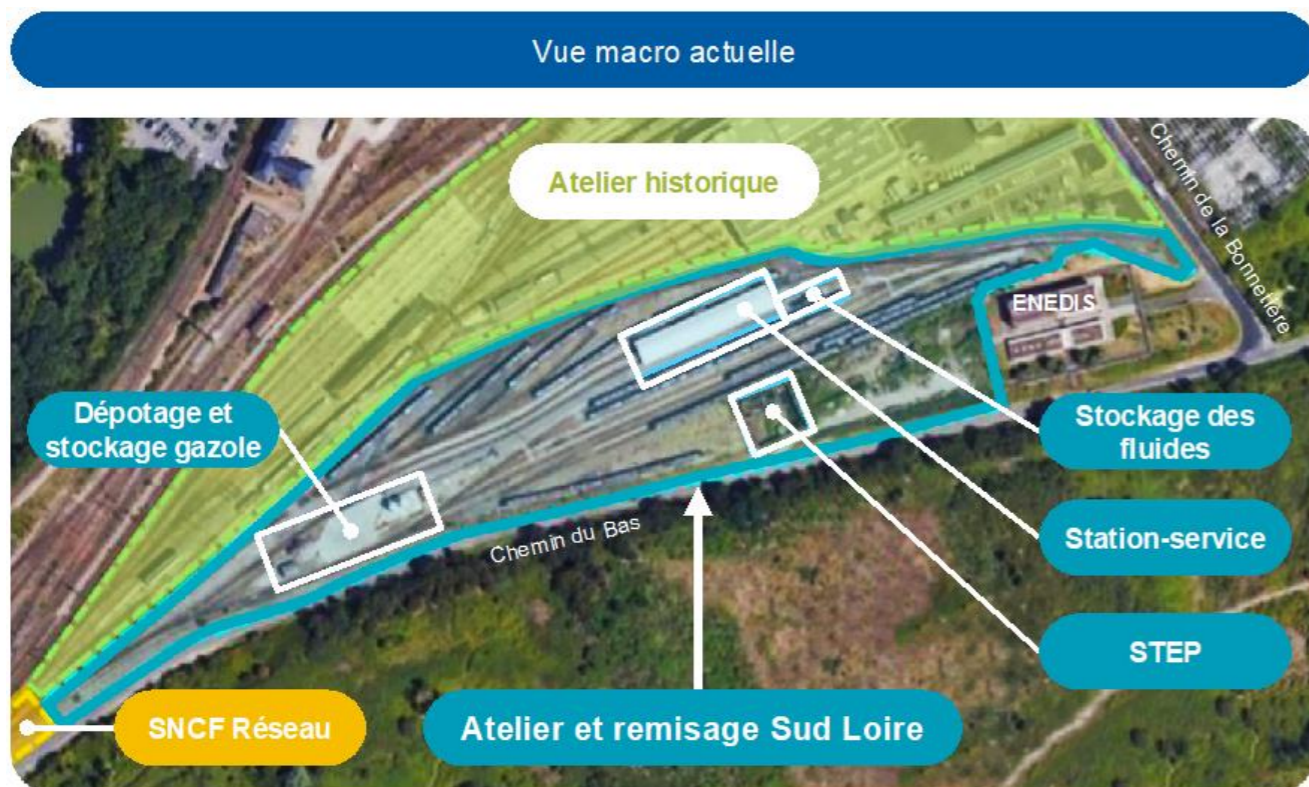 Vue macro actuelle
Atelier historique
Chemin de la Bonnetière
ENEDIS
Dépotage et
stockage gazole
Stockage des
fluides
Chemin du Bas
Station-service
STEP
SNCF Réseau
Atelier et remisage Sud Loire